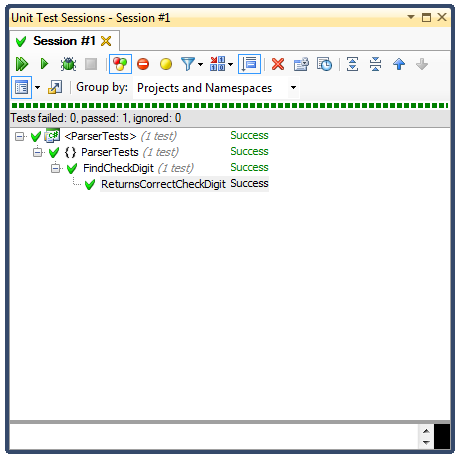 Unit Test Sessions - Session #1
Session #1
Group by: Projects and Namespaces
Tests failed: 0, passed: 1, ignored: 0
<ParserTests> (1 test) Success
{} ParserTests (1 test) Success
FindCheckDigit (1 test) Success
ReturnsCorrectCheckDigit Success